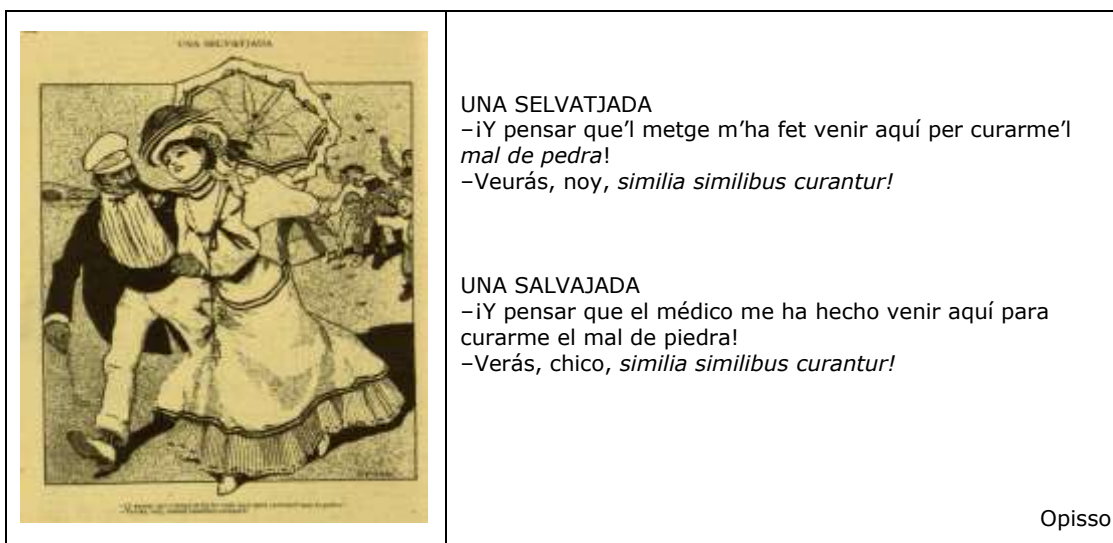 UNA SELVATJADA
UNA SELVATJADA
–¡Y pensar que’l metge m’ha fet venir aquí per curarme’l
mal de pedra!
–Veurás, noy, similia similibus curantur!
UNA SALVAJADA
–¡Y pensar que el médico me ha hecho venir aquí para
curarme el mal de piedra!
–Verás, chico, similia similibus curantur!
Opisso